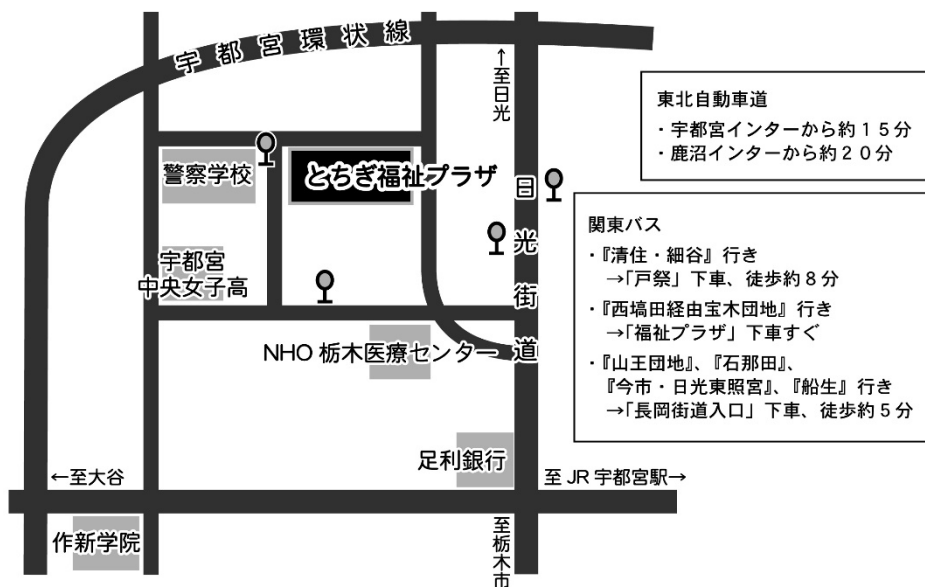 宇都宮環状線
←至日光
東北自動車道
・宇都宮インターから約15分
・鹿沼インターから約20分
警察学校
とちぎ福祉プラザ
日光街道
関東バス
・『清住・細谷』行き
→「戸祭」下車、徒歩約8分
・『西塙田経由宝木団地』行き
→「福祉プラザ」下車すぐ
・『山王団地』、『石那田』、
『今市・日光東照宮』、『船生』行き
→「長岡街道入口」下車、徒歩約5分
宇都宮
中央女子高
NHO 栃木医療センター
足利銀行
←至大谷
至 JR 宇都宮駅→
至栃木市
作新学院